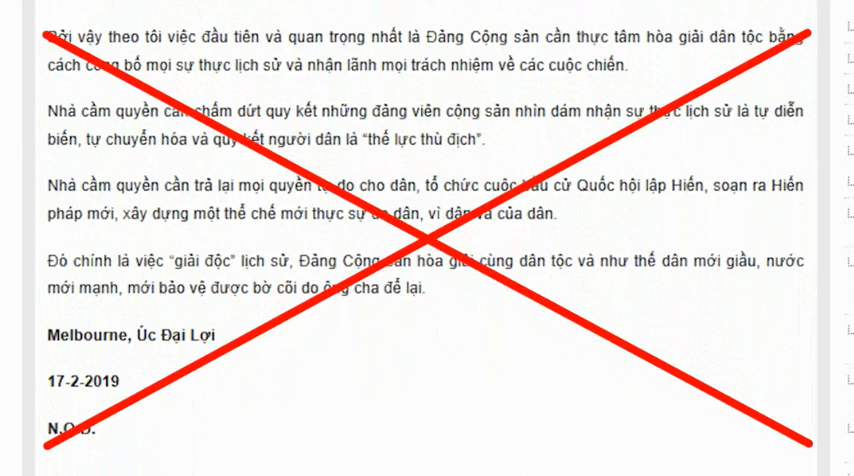 Bởi vậy theo tôi việc đầu tiên và quan trọng nhất là Đảng Cộng sản cần thực tâm hòa giải dân tộc bằng
cách công bố mọi sự thực lịch sử và nhận lãnh mọi trách nhiệm về các cuộc chiến.
Nhà cầm quyền cần chấm dứt quy kết những đảng viên cộng sản nhìn dám nhận sự thực lịch sử là tự diễn
biến, tự chuyển hóa và quy kết người dân là “thế lực thù địch”.
Nhà cầm quyền cần trả lại mọi quyền tự do cho dân, tổ chức cuộc bầu cử Quốc hội lập Hiến, soạn ra Hiến
pháp mới, xây dựng một thể chế mới thực sự do dân, vì dân và của dân.
Đó chính là việc “giải độc” lịch sử, Đảng Cộng sản hòa giải cùng dân tộc và như thế dân mới giầu, nước
mới mạnh, mới bảo vệ được bờ cõi do ông cha để lại.
Melbourne, Úc Đại Lợi
17-2-2019
N.Q.D.